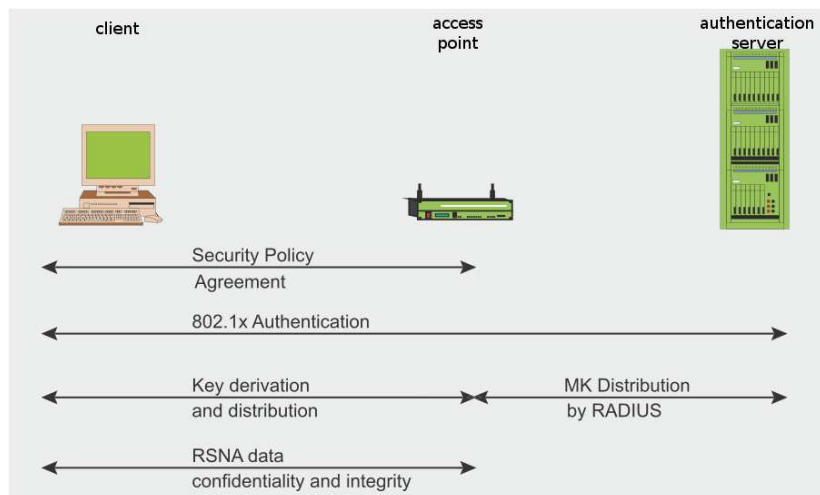 client
access
point
authentication
server
Security Policy
Agreement
802.1x Authentication
Key derivation
and distribution
MK Distribution
by RADIUS
RSNA data
confidentiality and integrity